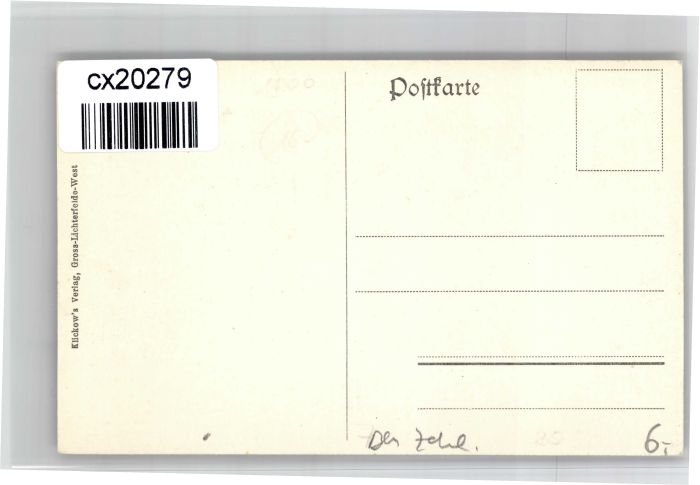 cx20279
Postkarte
Klickow's Verlag, Gross-Lichterfelde-West
6,-